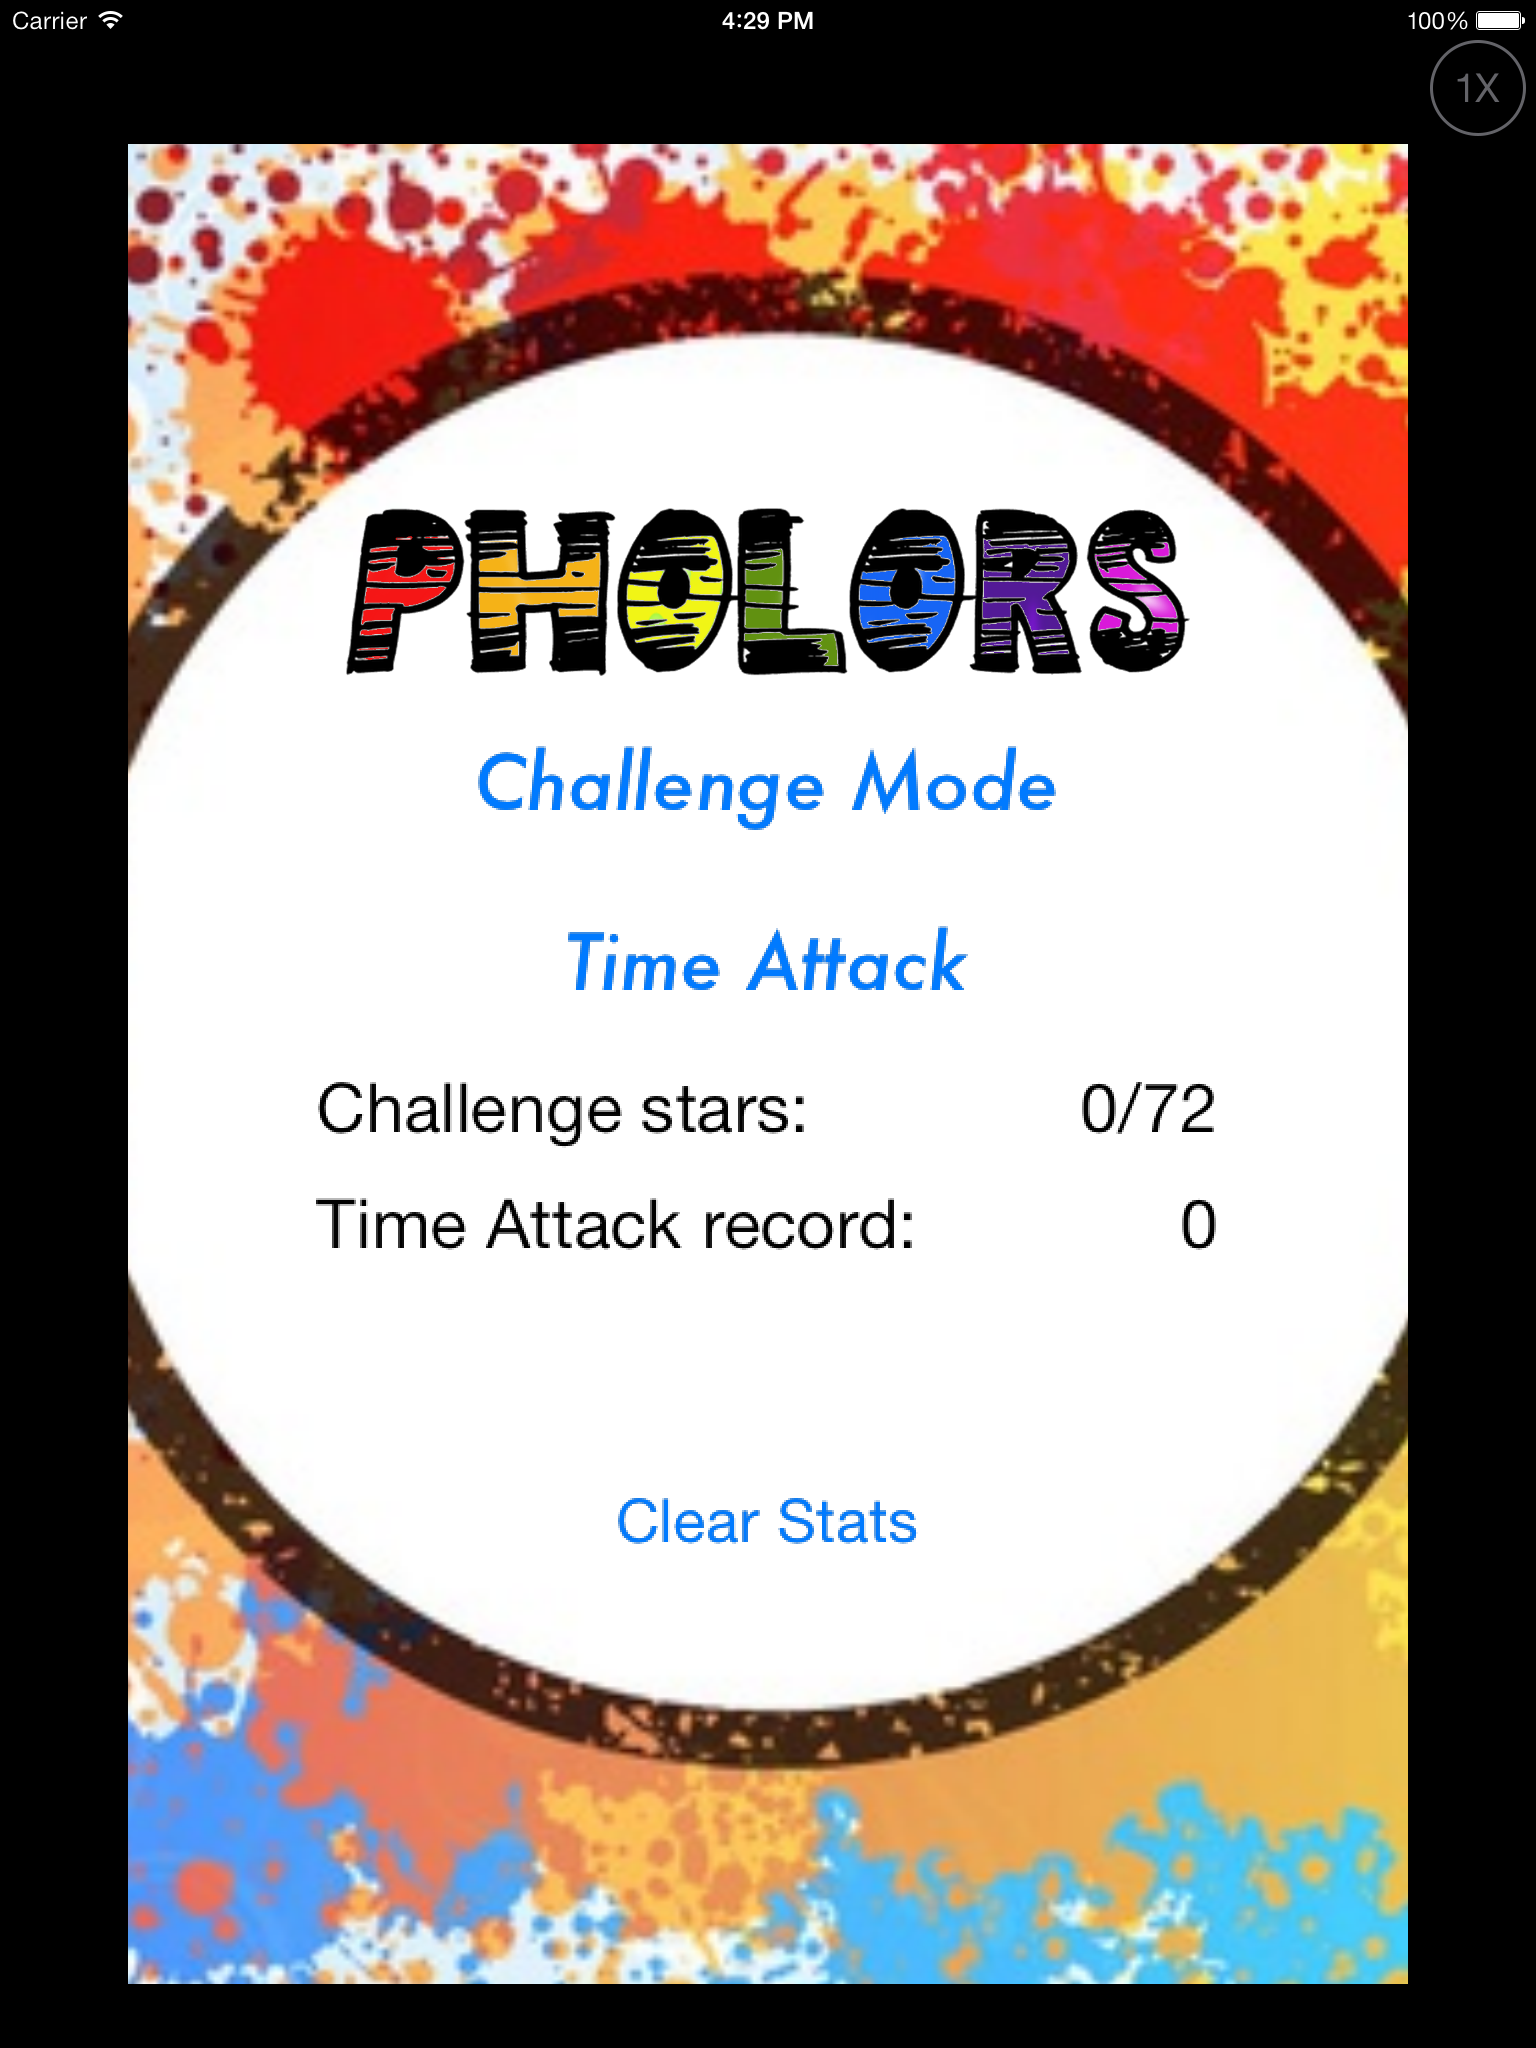 Carrier 4:29 PM 100%
1X
PHOLORS
Challenge Mode
Time Attack
Challenge stars: 0/72
Time Attack record: 0
Clear Stats